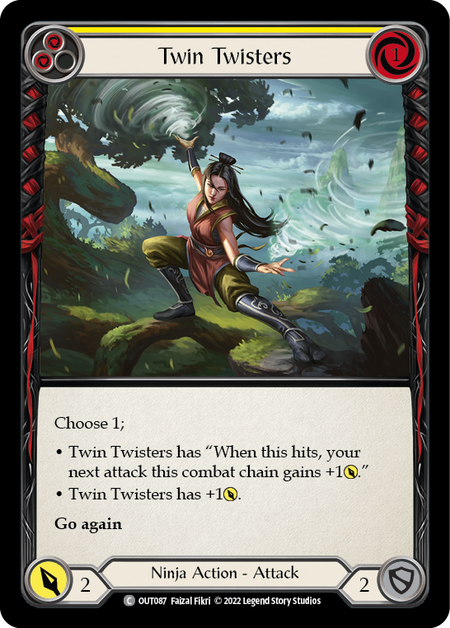 Twin Twisters
1
Choose 1;
• Twin Twisters has “When this hits, your
next attack this combat chain gains +1.”
• Twin Twisters has +1.
Go again
2
Ninja Action - Attack
2
C OUT087 Faizal Fikri © 2022 Legend Story Studios